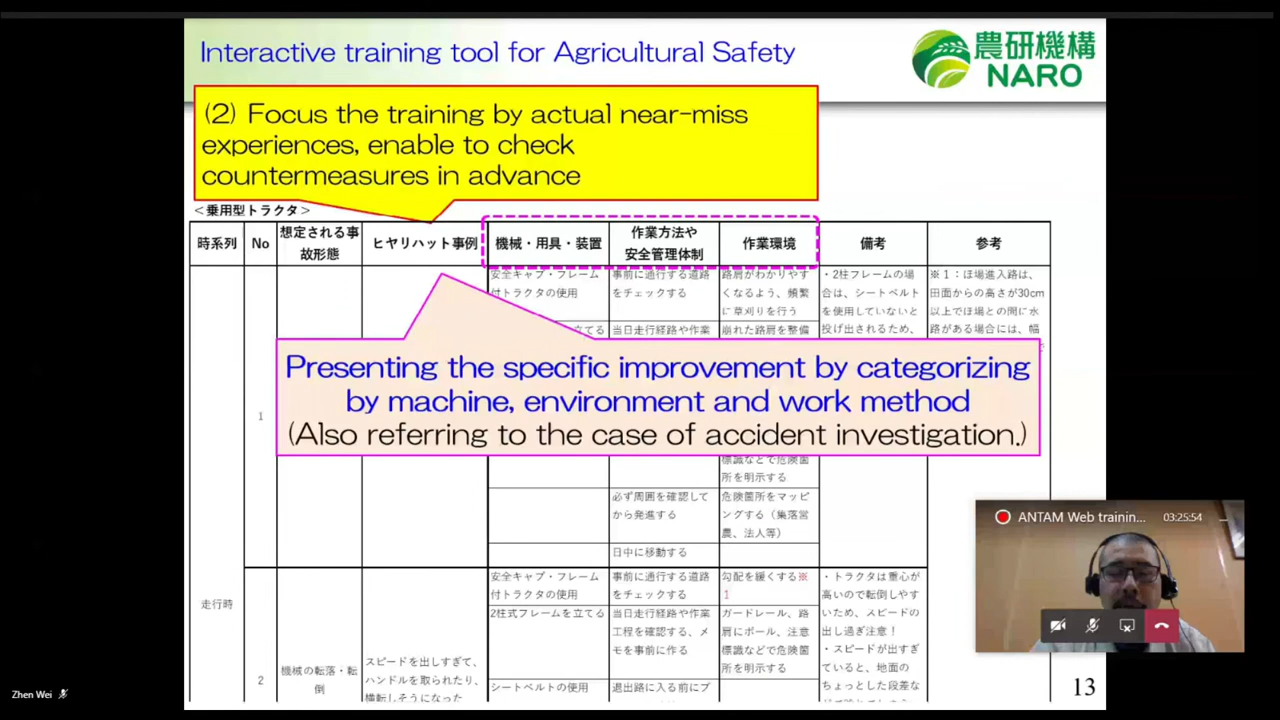 Interactive training tool for Agricultural Safety
農研機構
NARO
(2) Focus the training by actual near-miss
experiences, enable to check
countermeasures in advance
<乗用型トラクタ>
時系列
No
想定される事
故形態
ヒヤリハット事例
機械・用具・装置
作業方法や
安全管理体制
作業環境
備考
参考
安全キャブ・フレーム
付トラクタの使用
立てる
事前に通行する道路
をチェックする
当日走行経路や作業
路肩がわかりやす
くなるよう、頻繁
に草刈りを行う
崩れた路肩を整備
・2柱フレームの場
合は、シートベルト
を使用していないと
投げ出されるため、
※1：ほ場進入路は、
田面からの高さが30cm
以上でほ場との間に水
路がある場合には、幅
Presenting the specific improvement by categorizing
by machine, environment and work method
(Also referring to the case of accident investigation.)
1
標識などで危険箇
所を明示する
必ず周囲を確認して
から発進する
危険箇所をマッピ
ングする（集落営
農、法人等）
日中に移動する
走行時
2
機械の転落・転
倒
スピードを出しすぎて、
ハンドルを取られたり、
横転しそうになった
安全キャブ・フレーム
付トラクタの使用
2柱式フレームを立てる
シートベルトの使用
事前に通行する道路
をチェックする
当日走行経路や作業
工程を確認する、メ
モを事前に作る
退出路に入る前にブ
勾配を緩くする※
1
ガードレール、路
肩にポール、注意
標識などで危険箇
所を明示する
・トラクタは重心が
高いので転倒しやす
いため、スピードの
出し過ぎ注意！
・スピードが出すぎ
ていると、地面の
ちょっとした段差な
13
ANTAM Web trainin...
03:25:54
Zhen Wei